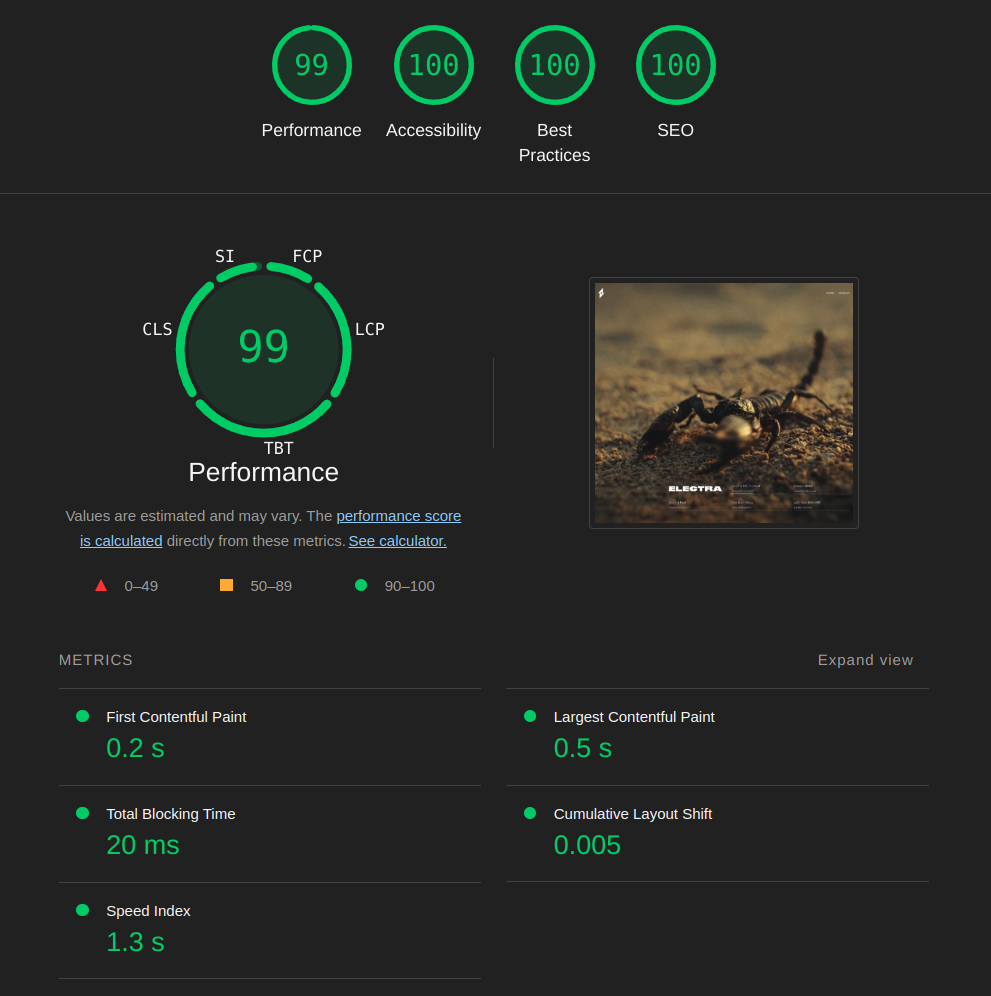 99
100
100
100
Performance
Accessibility
Best
Practices
SEO
SI
FCP
CLS
LCP
99
TBT
Performance
Values are estimated and may vary. The performance score
is calculated directly from these metrics. See calculator.
0–49
50–89
90–100
ELECTRA
METRICS
Expand view
First Contentful Paint
0.2 s
Largest Contentful Paint
0.5 s
Total Blocking Time
20 ms
Cumulative Layout Shift
0.005
Speed Index
1.3 s